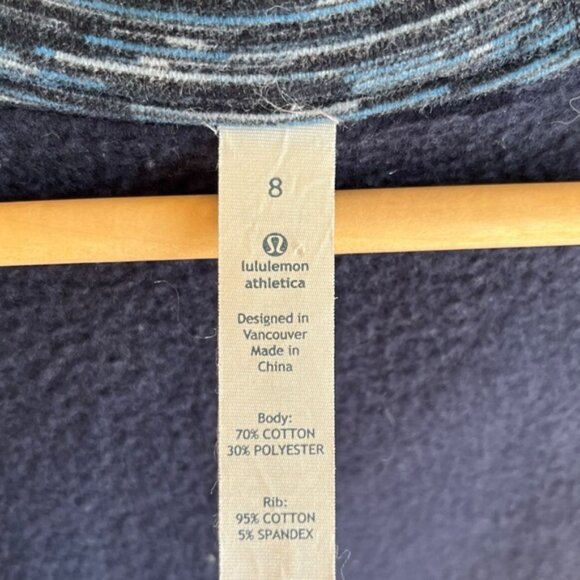 8
lululemon
athletica
Designed in
Vancouver
Made in
China
Body:
70% COTTON
30% POLYESTER
Rib:
95% COTTON
5% SPANDEX